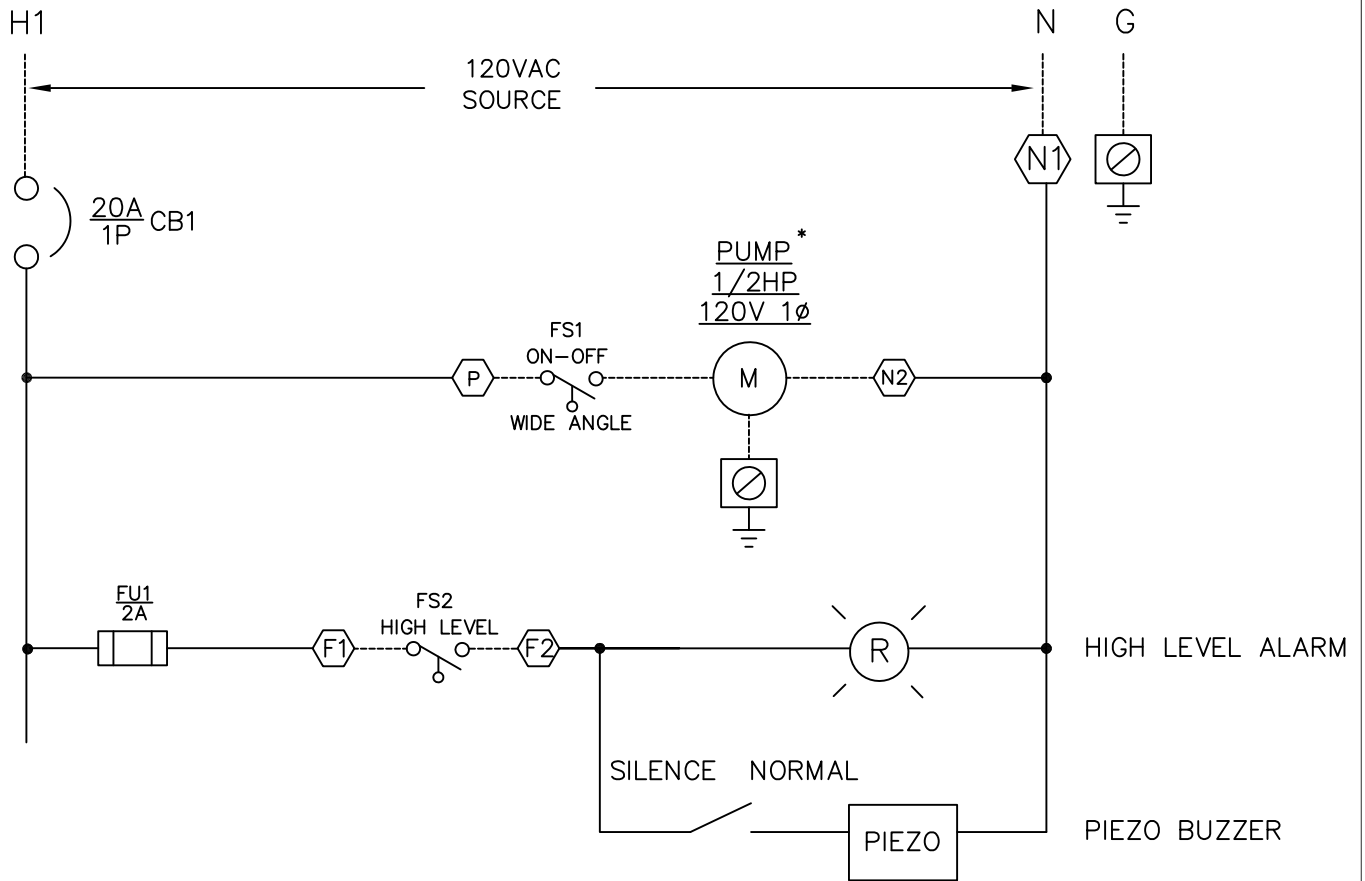 H1
N
G
120VAC
SOURCE
N1
20A
1P
CB1
PUMP *
1/2HP
120V 1ø
FS1
ON-OFF
P
M
N2
WIDE ANGLE
FU1
2A
FS2
HIGH LEVEL
F1
F2
R
HIGH LEVEL ALARM
SILENCE NORMAL
PIEZO
PIEZO BUZZER